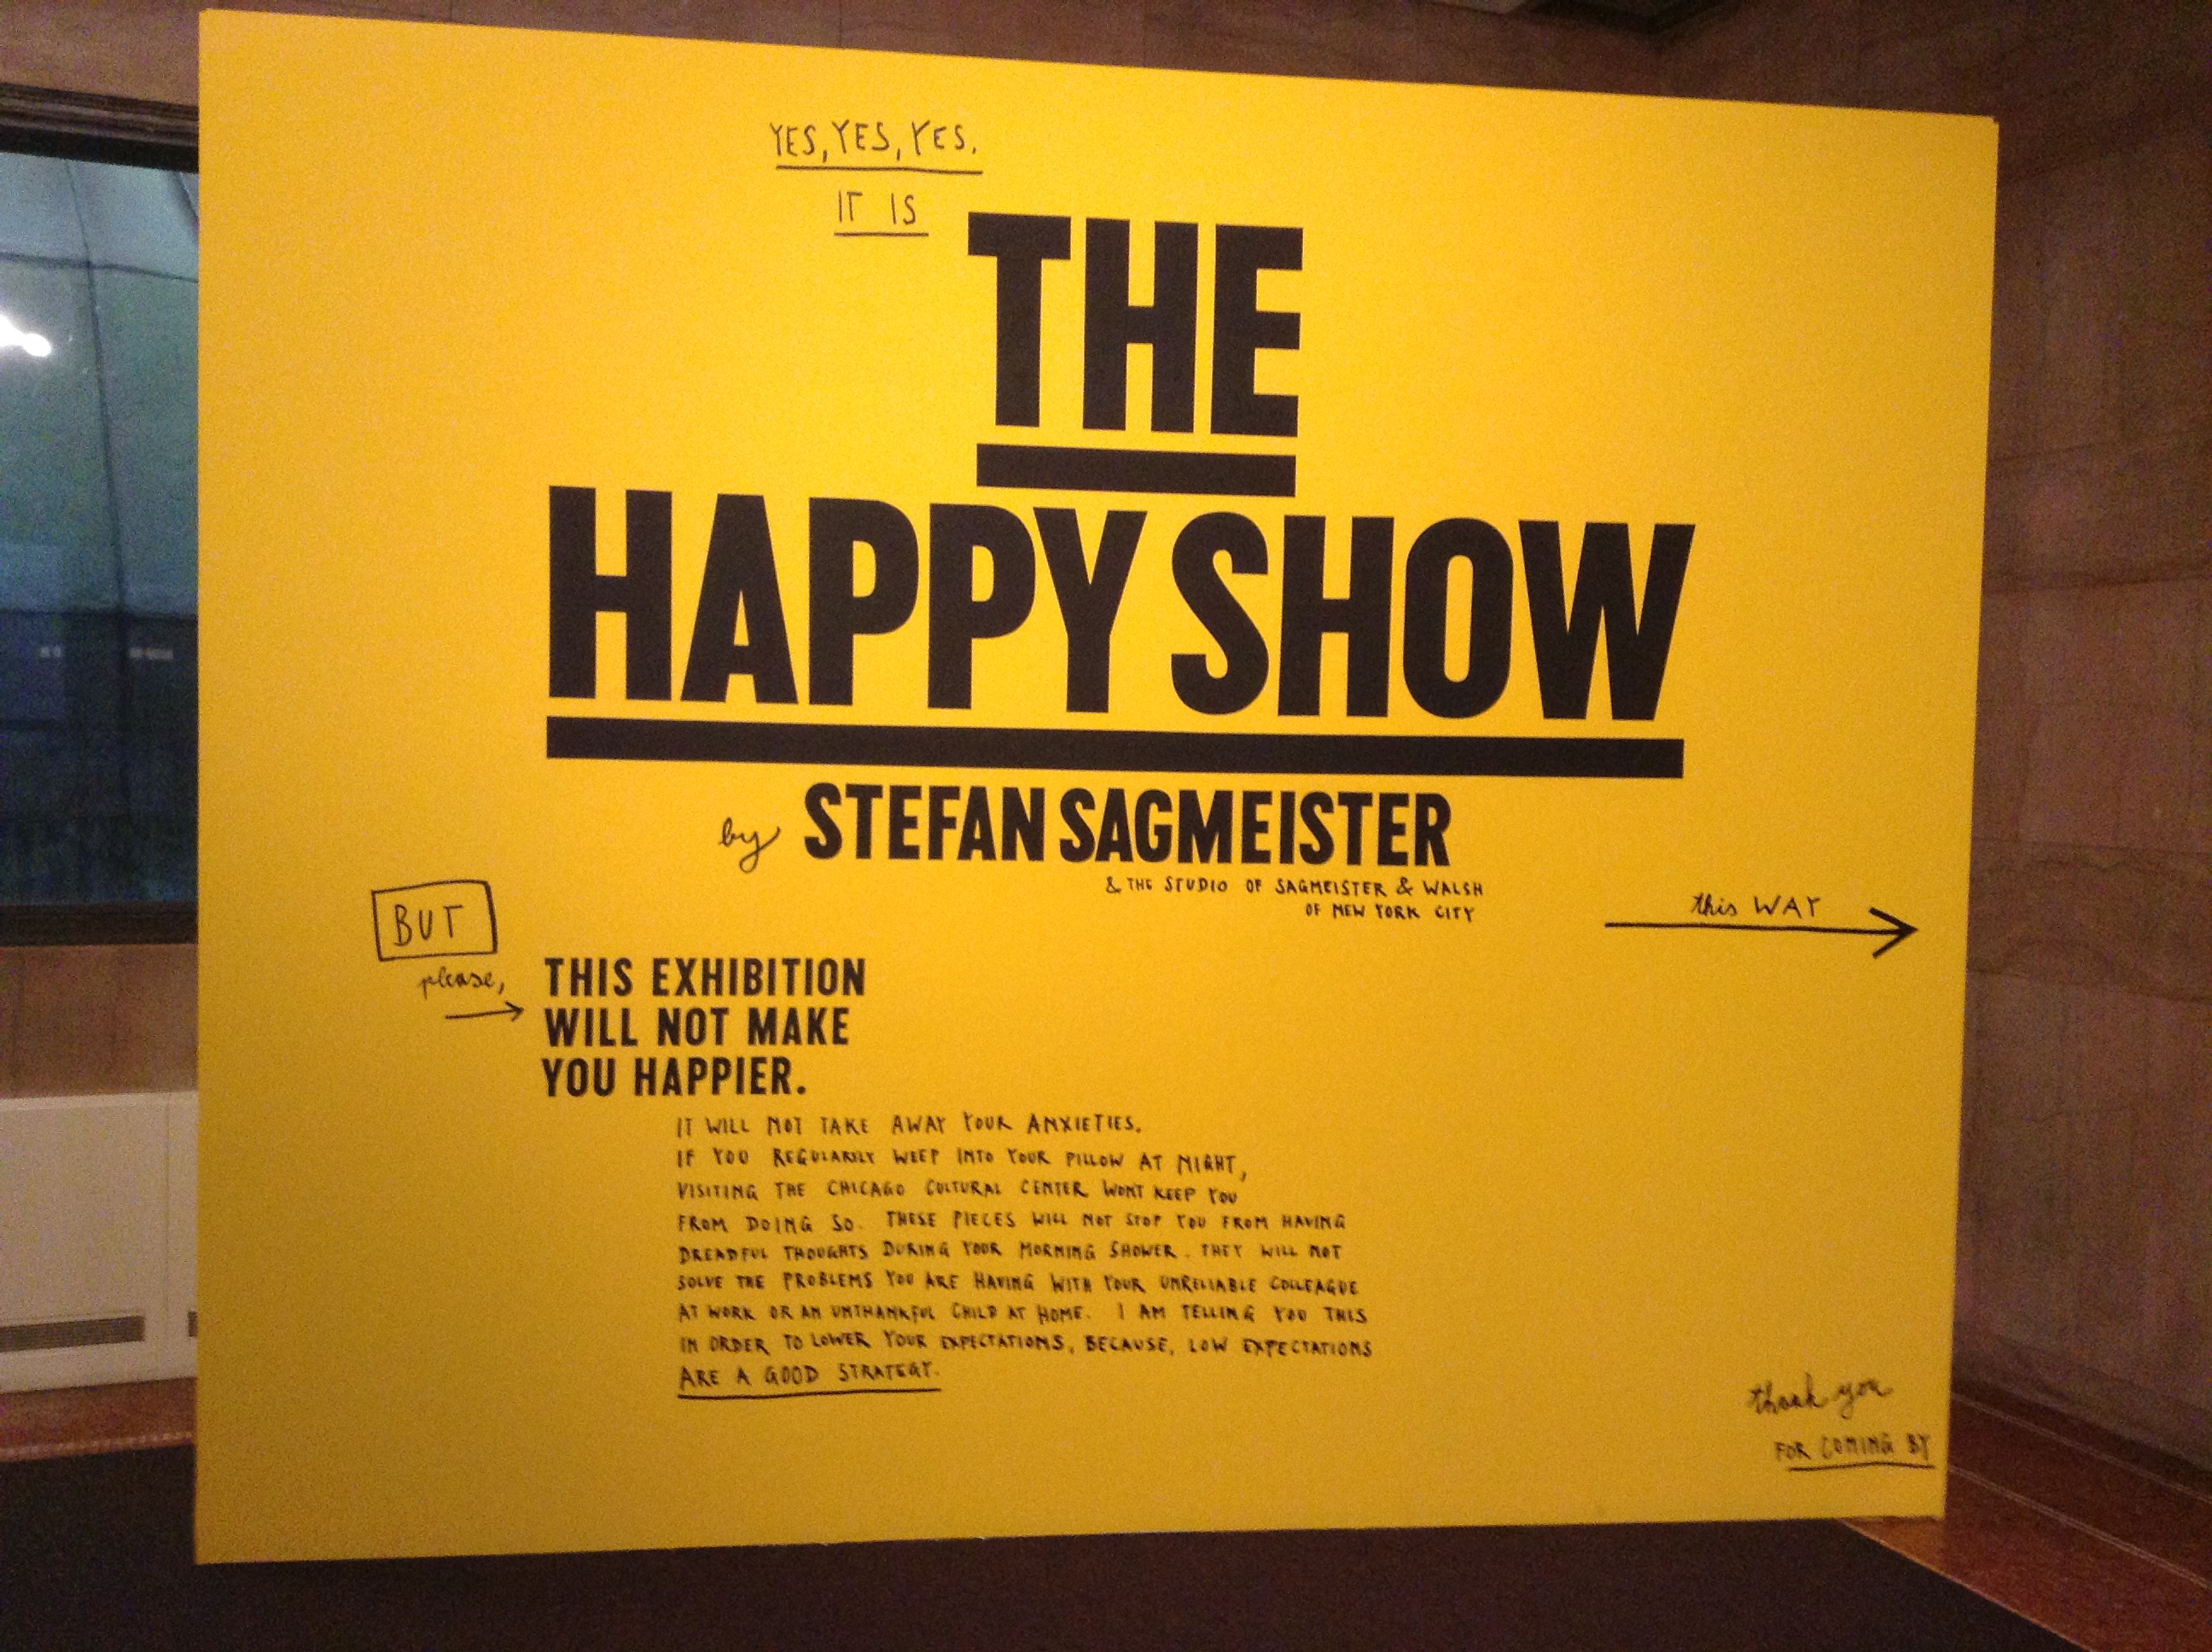 YES, YES, YES.
IT IS
THE
HAPPY SHOW
by STEFAN SAGMEISTER
& THE STUDIO OF SAGMEISTER & WALSH
OF NEW YORK CITY
this WAY
BUT
please,
THIS EXHIBITION
WILL NOT MAKE
YOU HAPPIER.
IT WILL NOT TAKE AWAY YOUR ANXIETIES.
IF YOU REGULARLY WEEP INTO YOUR PILLOW AT NIGHT,
VISITING THE CHICAGO CULTURAL CENTER WON'T KEEP YOU
FROM DOING SO. THESE PIECES WILL NOT STOP YOU FROM HAVING
DREADFUL THOUGHTS DURING YOUR MORNING SHOWER. THEY WILL NOT
SOLVE THE PROBLEMS YOU ARE HAVING WITH YOUR UNRELIABLE COLLEAGUE
AT WORK OR AN UNTHANKFUL CHILD AT HOME. I AM TELLING YOU THIS
IN ORDER TO LOWER YOUR EXPECTATIONS, BECAUSE, LOW EXPECTATIONS
ARE A GOOD STRATEGY.
thank you
FOR COMING BY